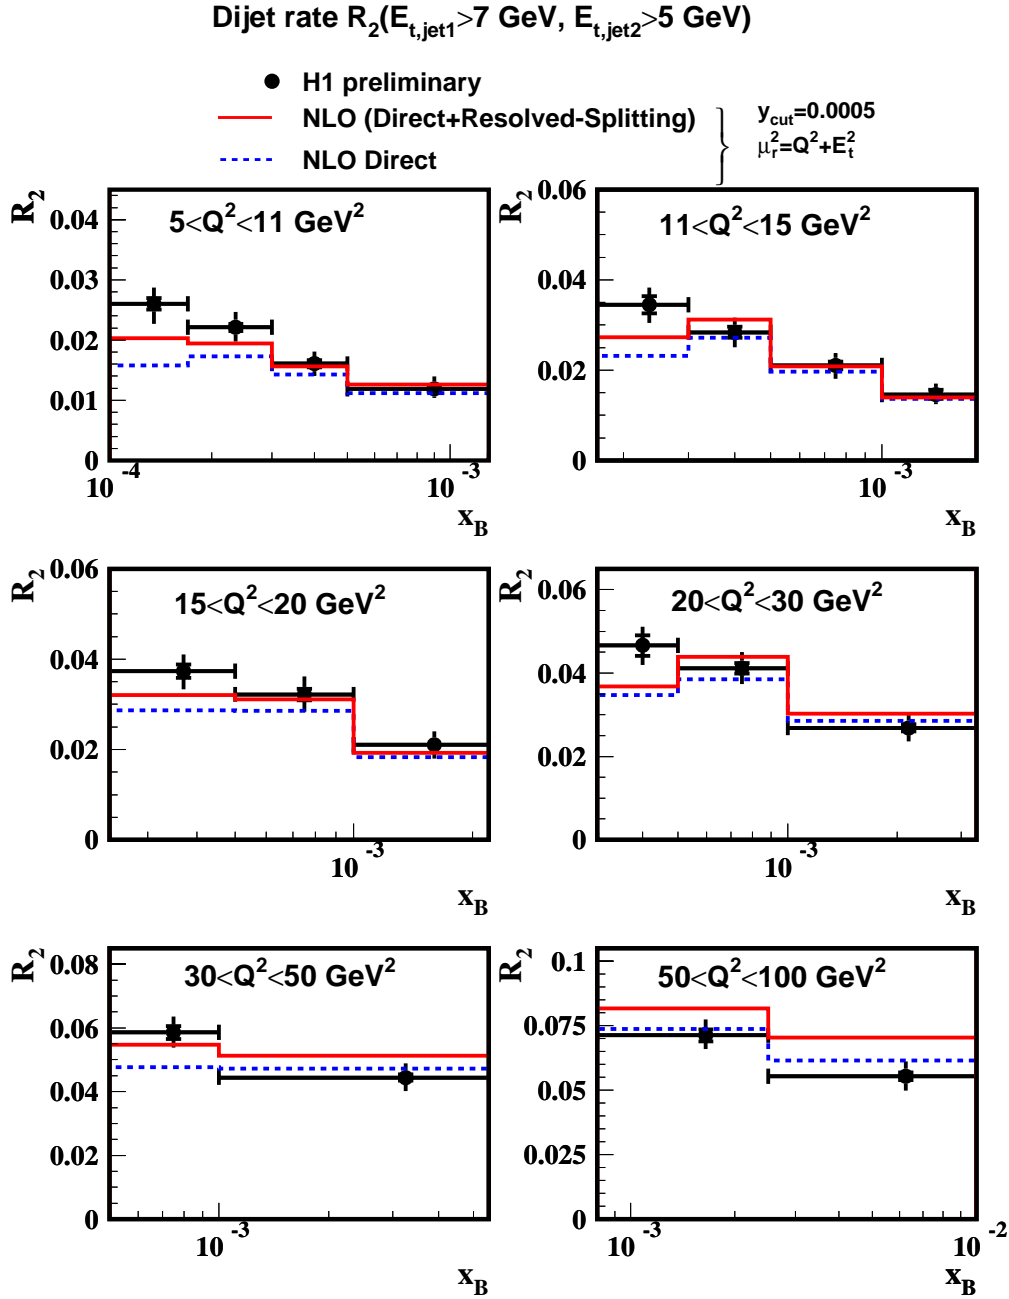 Dijet rate R2(Et,jet1>7 GeV, Et,jet2>5 GeV)
H1 preliminary
NLO (Direct+Resolved-Splitting)
NLO Direct
ycut=0.0005
μr²=Q²+Et²
R2
5<Q²<11 GeV²
0.04
0.03
0.02
0.01
0
10^-4
10^-3
xB
R2
11<Q²<15 GeV²
0.06
0.04
0.02
0
10^-3
xB
R2
15<Q²<20 GeV²
0.06
0.04
0.02
0
10^-3
xB
R2
20<Q²<30 GeV²
0.06
0.04
0.02
0
10^-3
xB
R2
30<Q²<50 GeV²
0.08
0.06
0.04
0.02
0
10^-3
xB
R2
50<Q²<100 GeV²
0.1
0.075
0.05
0.025
0
10^-3
10^-2
xB